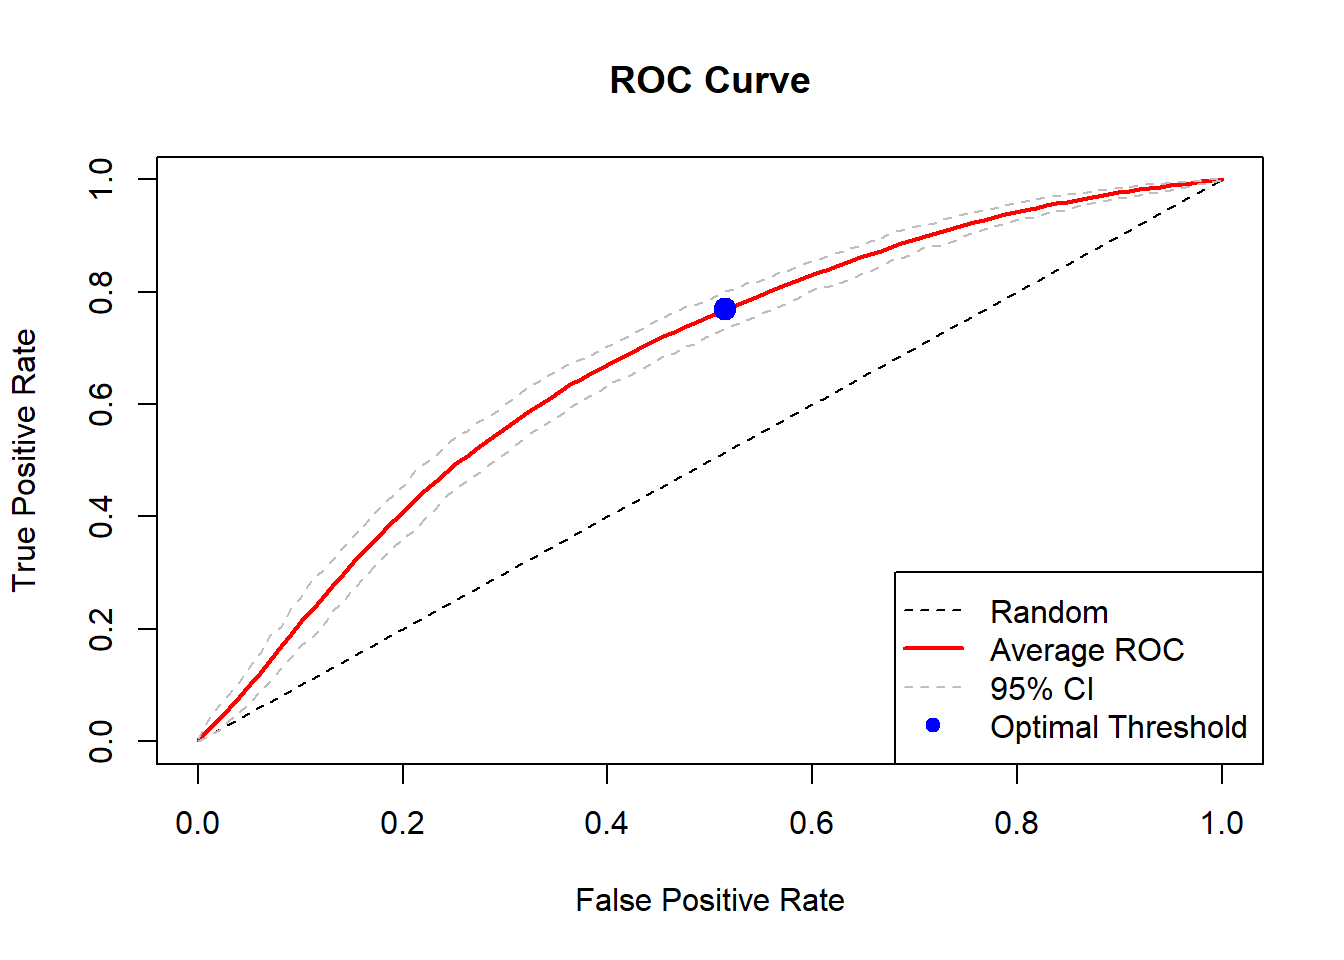 ROC Curve
True Positive Rate
1.0
0.8
0.6
0.4
0.2
0.0
Random
Average ROC
95% CI
Optimal Threshold
0.0 0.2 0.4 0.6 0.8 1.0
False Positive Rate